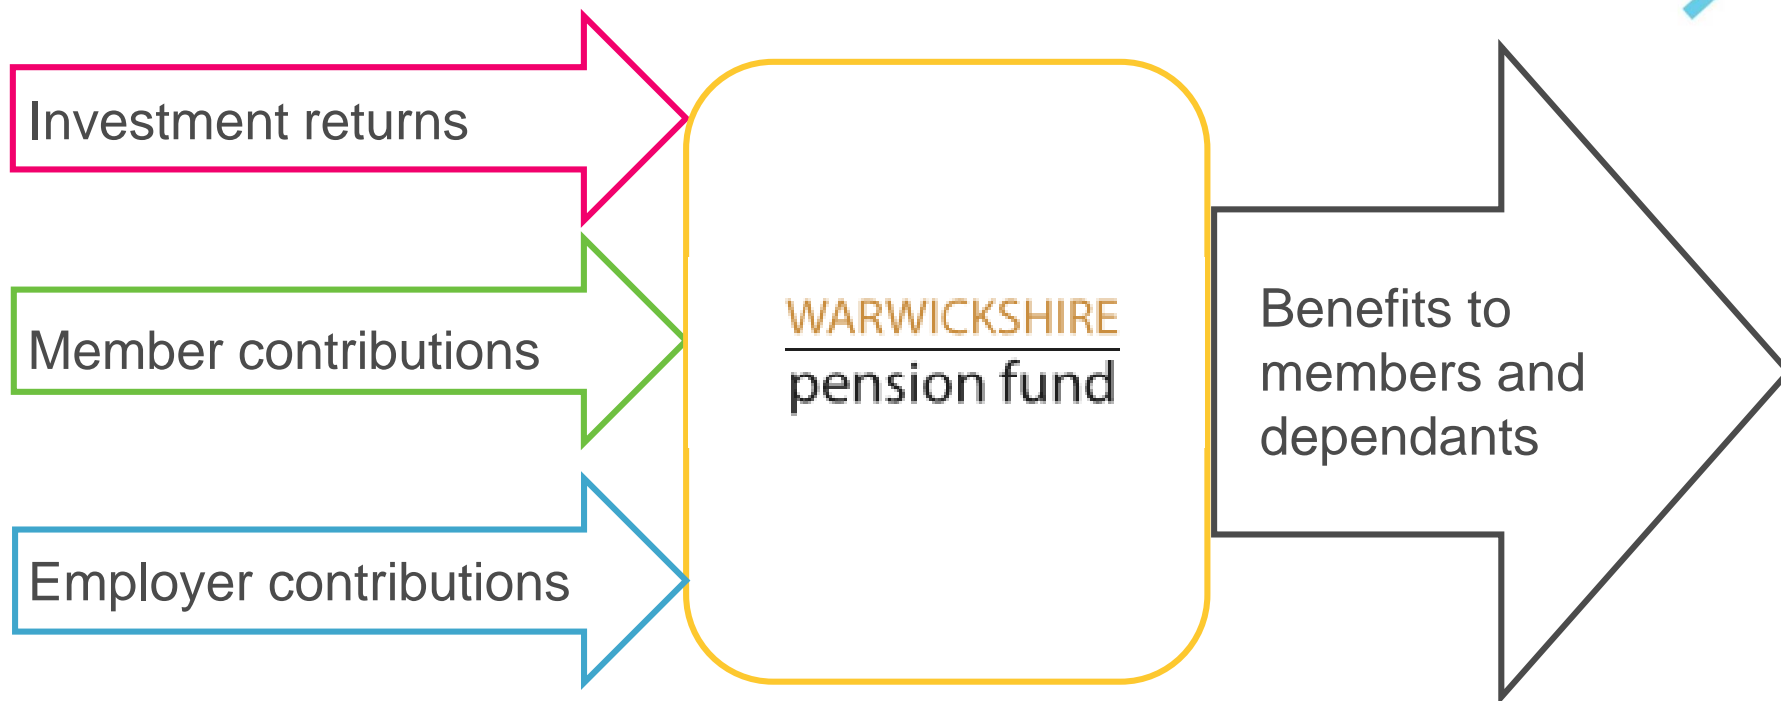 Investment returns
Member contributions
Employer contributions
WARWICKSHIRE
pension fund
Benefits to
members and
dependants